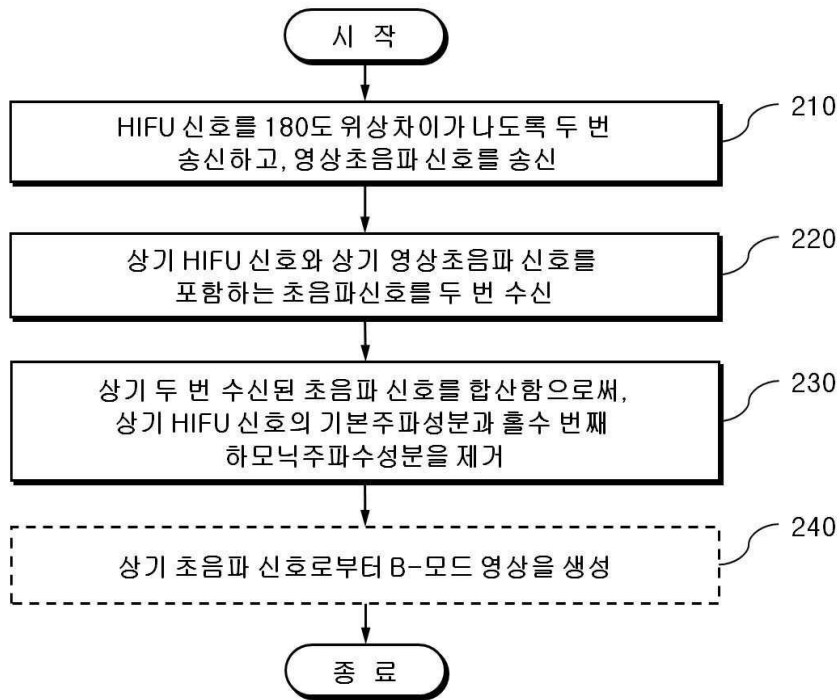 시 작
HIFU 신호를 180도 위상차이가 나도록 두 번
송신하고, 영상초음파 신호를 송신
210
상기 HIFU 신호와 상기 영상초음파 신호를
포함하는 초음파신호를 두 번 수신
220
상기 두 번 수신된 초음파 신호를 합산함으로써,
상기 HIFU 신호의 기본주파성분과 홀수 번째
하모닉주파수성분을 제거
230
상기 초음파 신호로부터 B-모드 영상을 생성
240
종 료